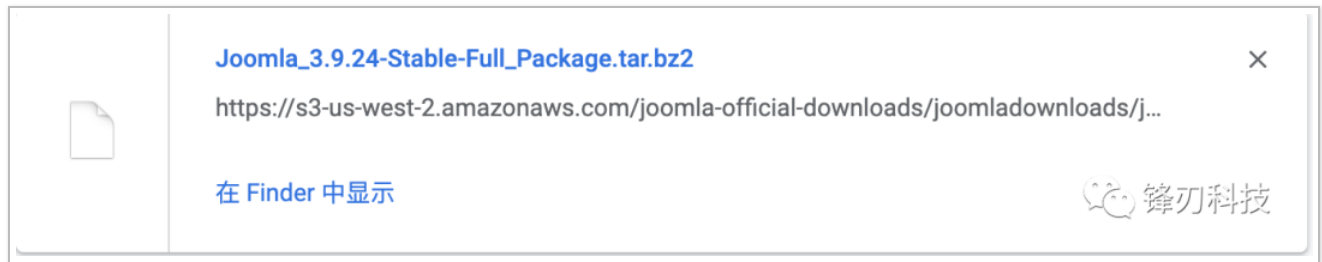 Joomla_3.9.24-Stable-Full_Package.tar.bz2
https://s3-us-west-2.amazonaws.com/joomla-official-downloads/joomladownloads/j...
在 Finder 中显示
锋刃科技